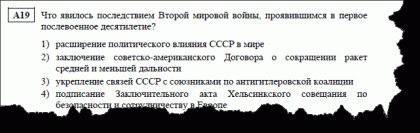 А19 Что явилось последствием Второй мировой войны, проявившимся в первое
послевоенное десятилетие?
1) расширение политического влияния СССР в мире
2) заключение советско-американского Договора о сокращении ракет
средней и меньшей дальности
3) укрепление связей СССР с союзниками по антигитлеровской коалиции
4) подписание Заключительного акта Хельсинкского совещания по
безопасности и сотрудничеству в Европе